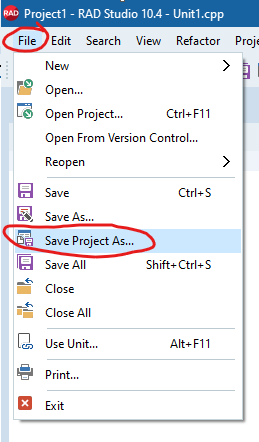 RAD Project1 - RAD Studio 10.4 - Unit1.cpp
File Edit Search View Refactor Proje
New
Open...
Open Project... Ctrl+F11
Open From Version Control...
Reopen
Save Ctrl+S
Save As...
Save Project As...
Save All Shift+Ctrl+S
Close
Close All
Use Unit... Alt+F11
Print...
Exit